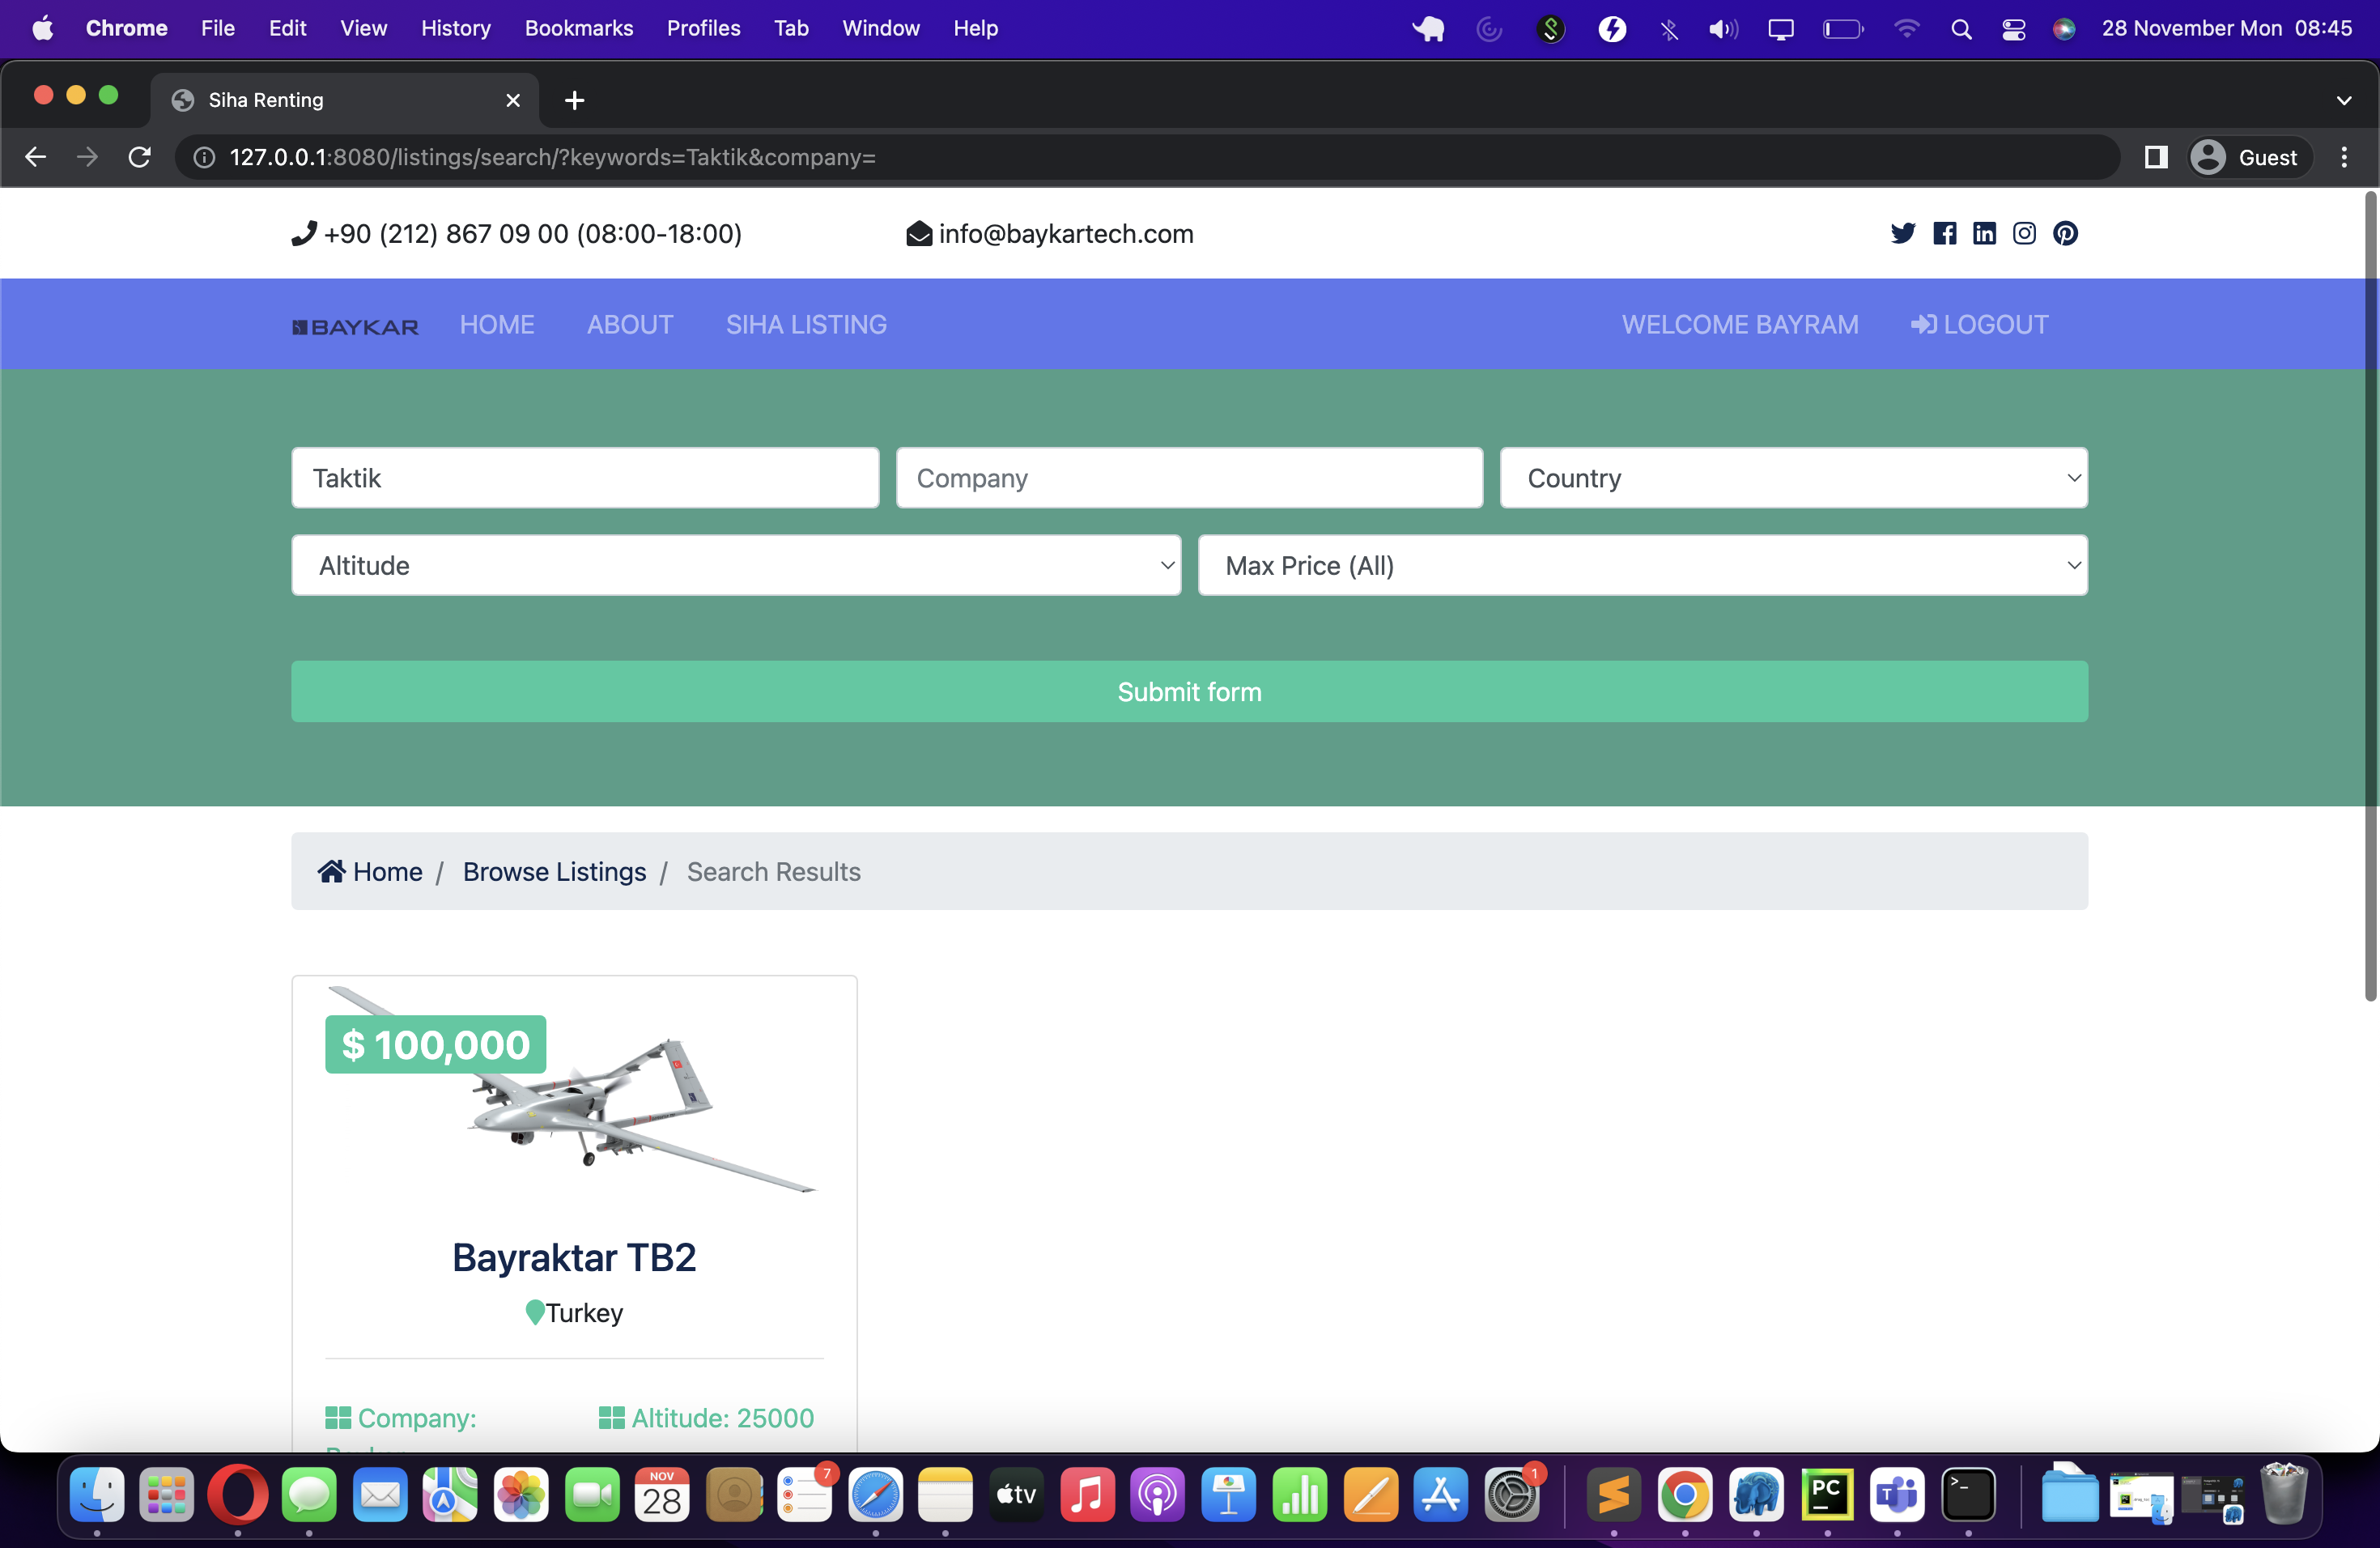 Chrome File Edit View History Bookmarks Profiles Tab Window Help 28 November Mon 08:45
Siha Renting
127.0.0.1:8080/listings/search/?keywords=Taktik&company= Guest
+90 (212) 867 09 00 (08:00-18:00) info@baykartech.com
BAYKAR HOME ABOUT SIHA LISTING WELCOME BAYRAM LOGOUT
Taktik Company Country
Altitude Max Price (All)
Submit form
Home / Browse Listings / Search Results
$ 100,000
Bayraktar TB2
Turkey
Company: Altitude: 25000
NOV
28
7
tv
1
PC
T